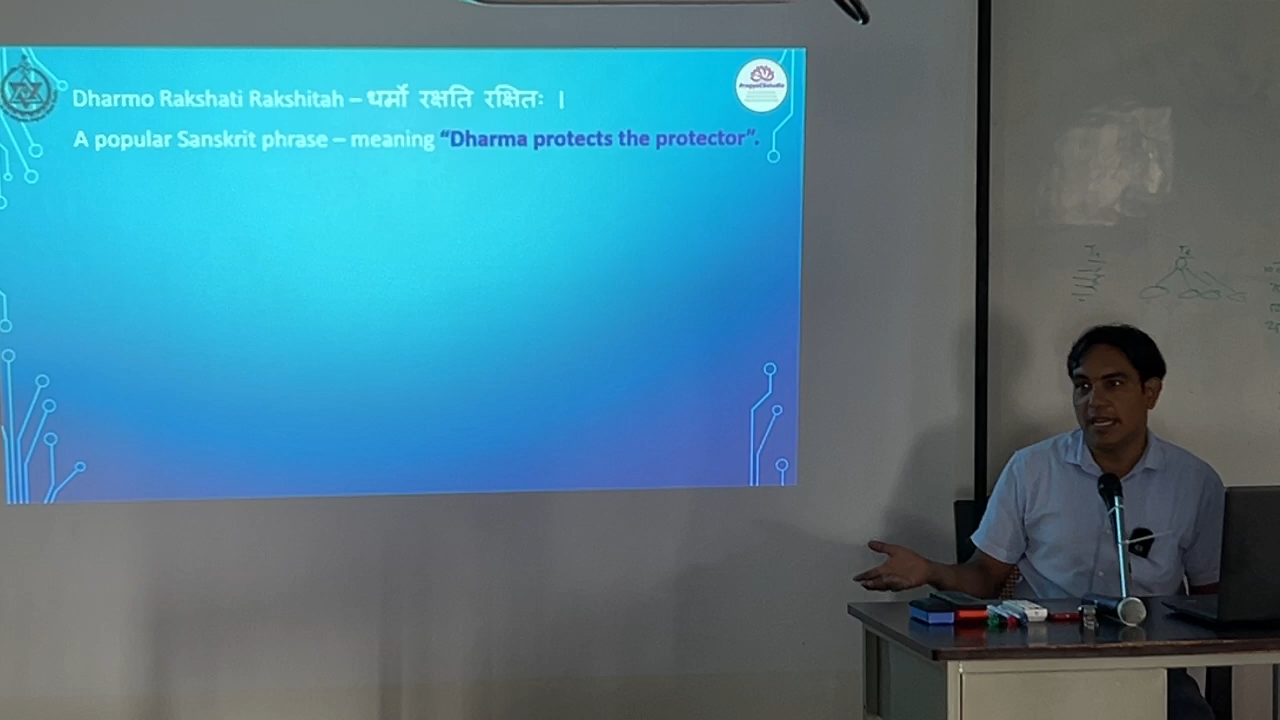 Dharmo Rakshati Rakshitah – धर्मो रक्षति रक्षितः ।
A popular Sanskrit phrase – meaning “Dharma protects the protector”.